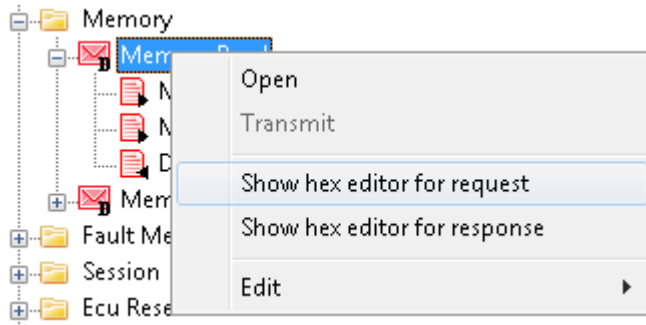 Memory
Open
Transmit
Show hex editor for request
Show hex editor for response
Fault Me
Session
Edit
Ecu Rese